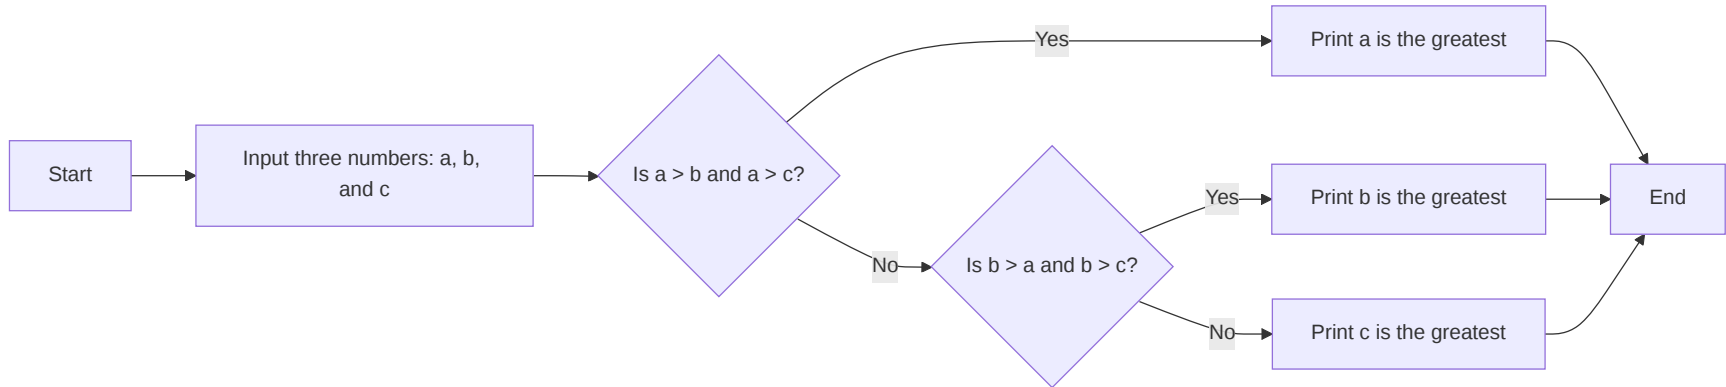 Start
Input three numbers: a, b,
and c
Is a > b and a > c?
Yes
Print a is the greatest
No
Is b > a and b > c?
Yes
Print b is the greatest
No
Print c is the greatest
End